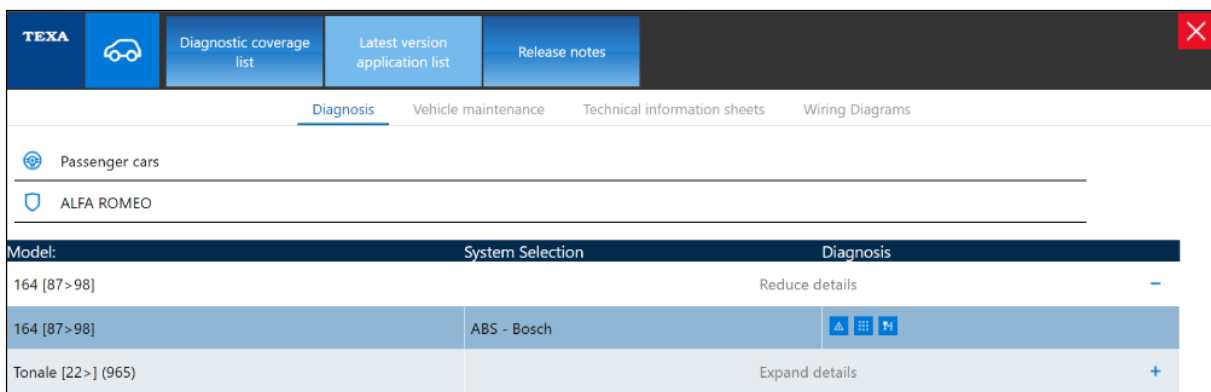 TEXA
Diagnostic coverage
list
Latest version
application list
Release notes
Diagnosis Vehicle maintenance Technical information sheets Wiring Diagrams
Passenger cars
ALFA ROMEO
Model: System Selection Diagnosis
164 [87>98] Reduce details −
164 [87>98] ABS - Bosch
Tonale [22>] (965) Expand details +